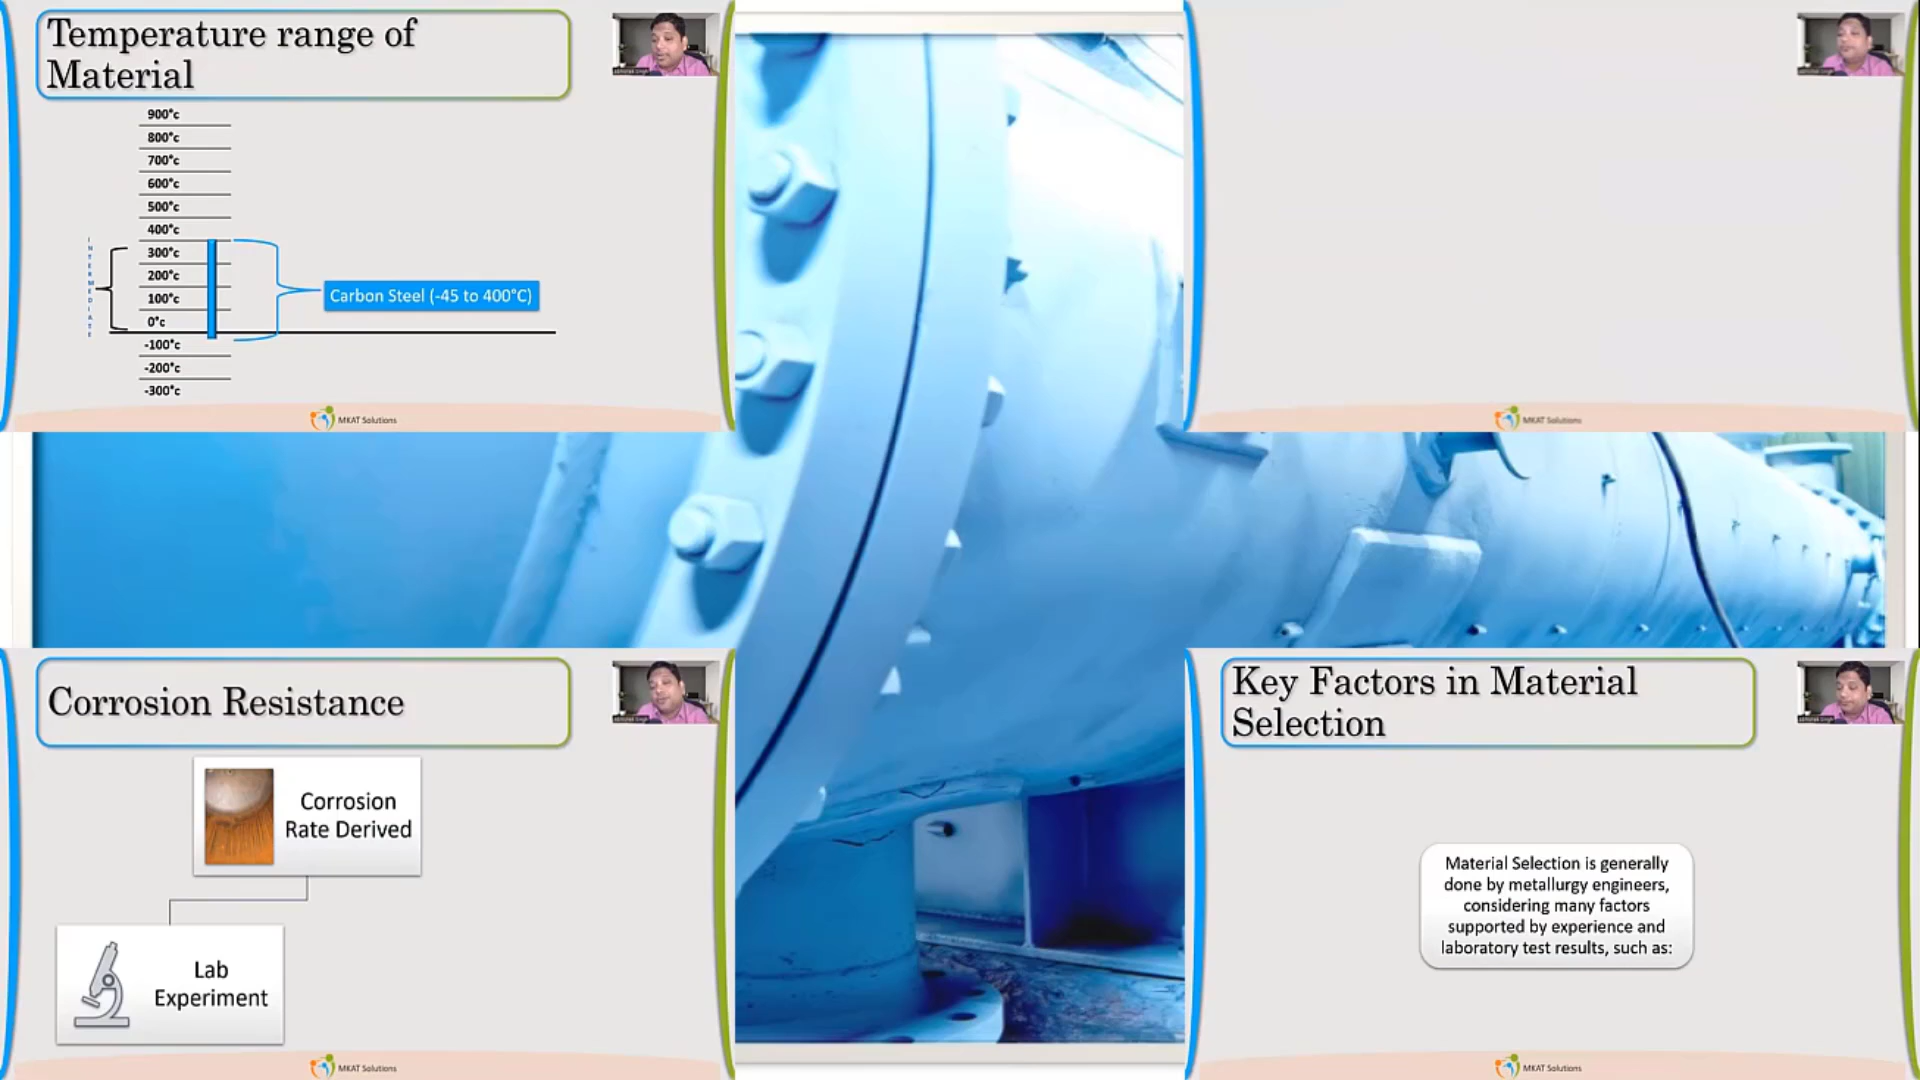 Temperature range of
Material
900°c
800°c
700°c
600°c
500°c
400°c
300°c
200°c
100°c
0°c
-100°c
-200°c
-300°c
INTERMEDIATE
Carbon Steel (-45 to 400°C)
MKAT Solutions
MKAT Solutions
Corrosion Resistance
Corrosion
Rate Derived
Lab
Experiment
MKAT Solutions
Key Factors in Material
Selection
Material Selection is generally
done by metallurgy engineers,
considering many factors
supported by experience and
laboratory test results, such as:
MKAT Solutions